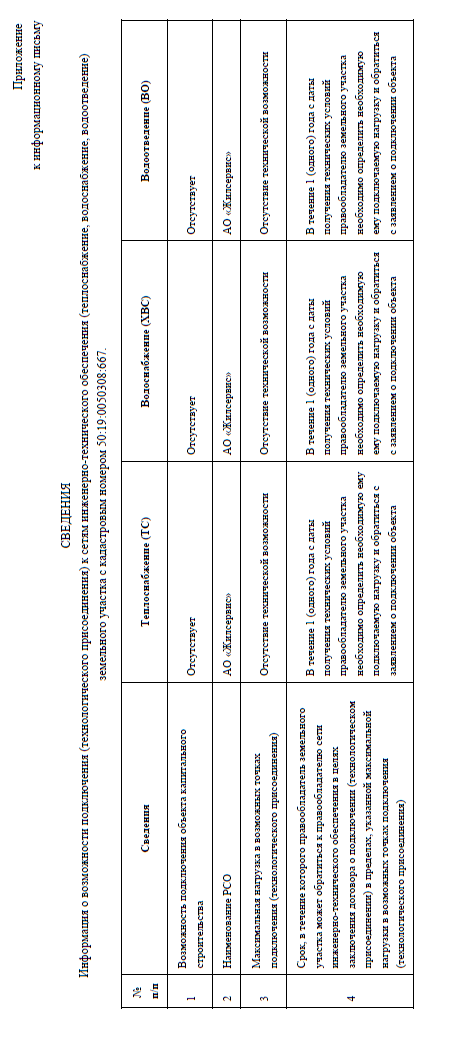 Приложение
к информационному письму
СВЕДЕНИЯ
Информация о возможности подключения (технологического присоединения) к сетям инженерно-технического обеспечения (теплоснабжение, водоснабжение, водоотведение)
земельного участка с кадастровым номером 50:19:0050308:667.
№
п/п
Сведения
Теплоснабжение (ТС)
Водоснабжение (ХВС)
Водоотведение (ВО)
1
Возможность подключения объекта капитального
строительства
Отсутствует
Отсутствует
Отсутствует
2
Наименование РСО
АО «Жилсервис»
АО «Жилсервис»
АО «Жилсервис»
3
Максимальная нагрузка в возможных точках
подключения (технологического присоединения)
Отсутствие технической возможности
Отсутствие технической возможности
Отсутствие технической возможности
4
Срок, в течение которого правообладатель земельного
участка может обратиться к правообладателю сети
инженерно-технического обеспечения в целях
заключения договора о подключении (технологическом
присоединении) в пределах, указанной максимальной
нагрузки в возможных точках подключения
(технологического присоединения)
В течение 1 (одного) года с даты
получения технических условий
правообладателю земельного участка
необходимо определить необходимую ему
подключаемую нагрузку и обратиться с
заявлением о подключении объекта
В течение 1 (одного) года с даты
получения технических условий
правообладателю земельного участка
необходимо определить необходимую
ему подключаемую нагрузку и обратиться
с заявлением о подключении объекта
В течение 1 (одного) года с даты
получения технических условий
правообладателю земельного участка
необходимо определить необходимую
ему подключаемую нагрузку и обратиться
с заявлением о подключении объекта